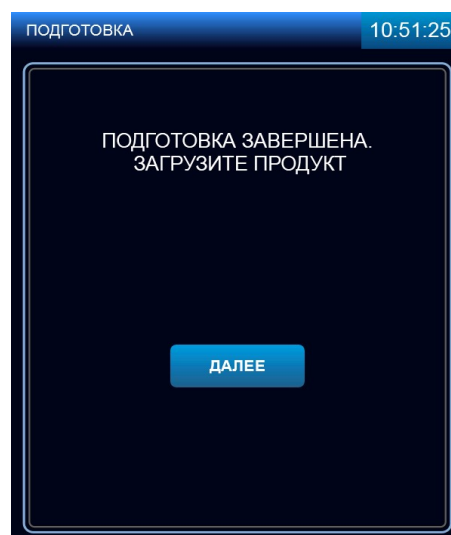 ПОДГОТОВКА
10:51:25
ПОДГОТОВКА ЗАВЕРШЕНА.
ЗАГРУЗИТЕ ПРОДУКТ
ДАЛЕЕ